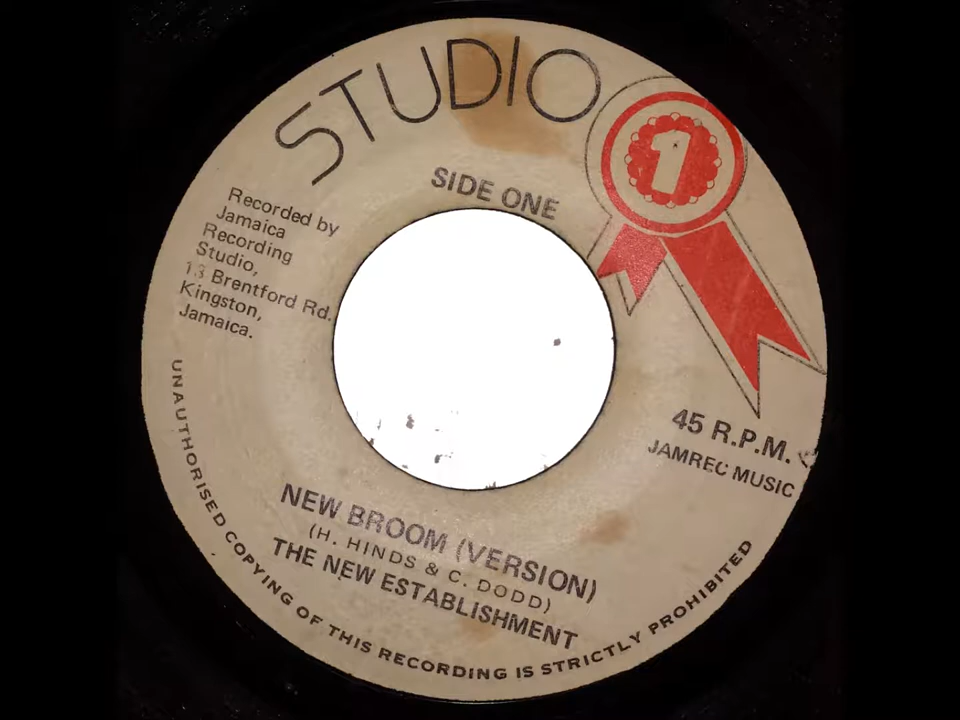 STUDIO
1
SIDE ONE
Recorded by
Jamaica
Recording
Studio,
13 Brentford Rd.
Kingston,
Jamaica.
45 R.P.M.
JAMREC MUSIC
NEW BROOM (VERSION)
(H. HINDS & C. DODD)
THE NEW ESTABLISHMENT
UNAUTHORISED COPYING OF THIS RECORDING IS STRICTLY PROHIBITED